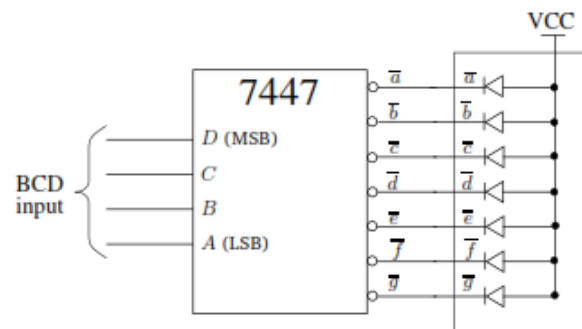 VCC
7447
BCD
input
D (MSB)
C
B
A (LSB)
a̅ a̅
b̅ b̅
c̅ c̅
d̅ d̅
e̅ e̅
f̅ f̅
g̅ g̅